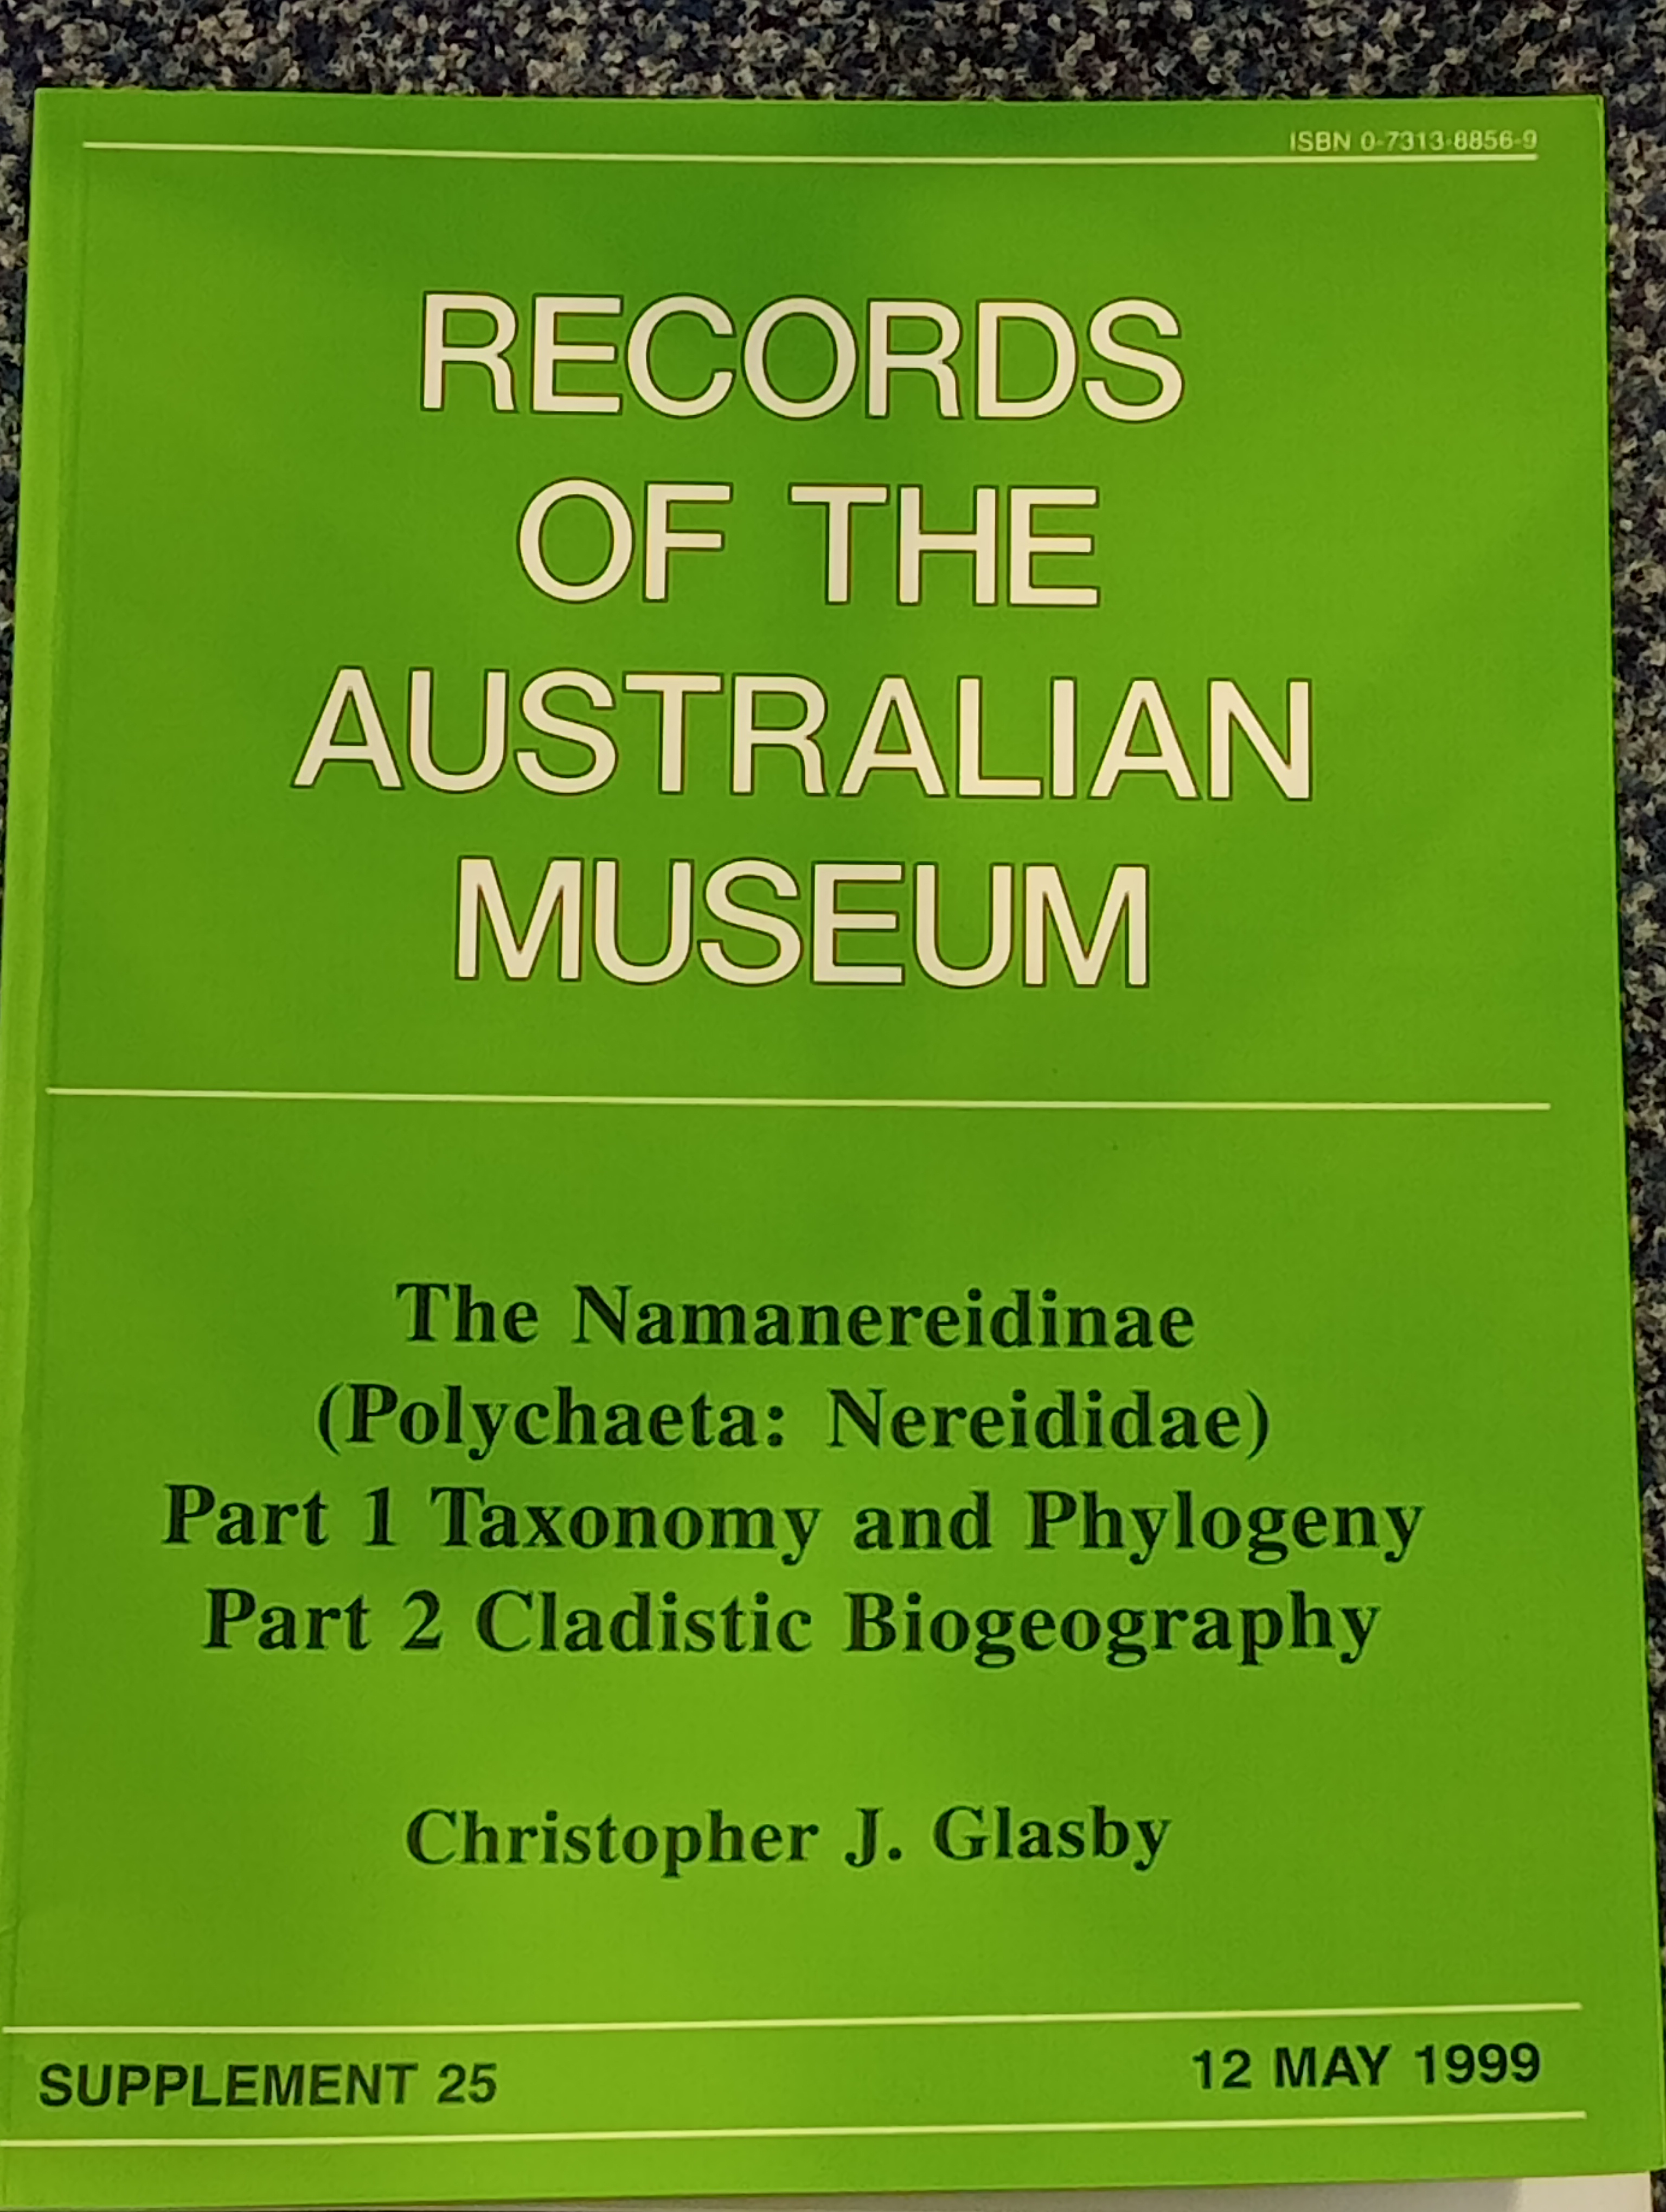 ISBN 0-7313-8856-9
RECORDS
OF THE
AUSTRALIAN
MUSEUM
The Namanereidinae
(Polychaeta: Nereididae)
Part 1 Taxonomy and Phylogeny
Part 2 Cladistic Biogeography
Christopher J. Glasby
SUPPLEMENT 25
12 MAY 1999